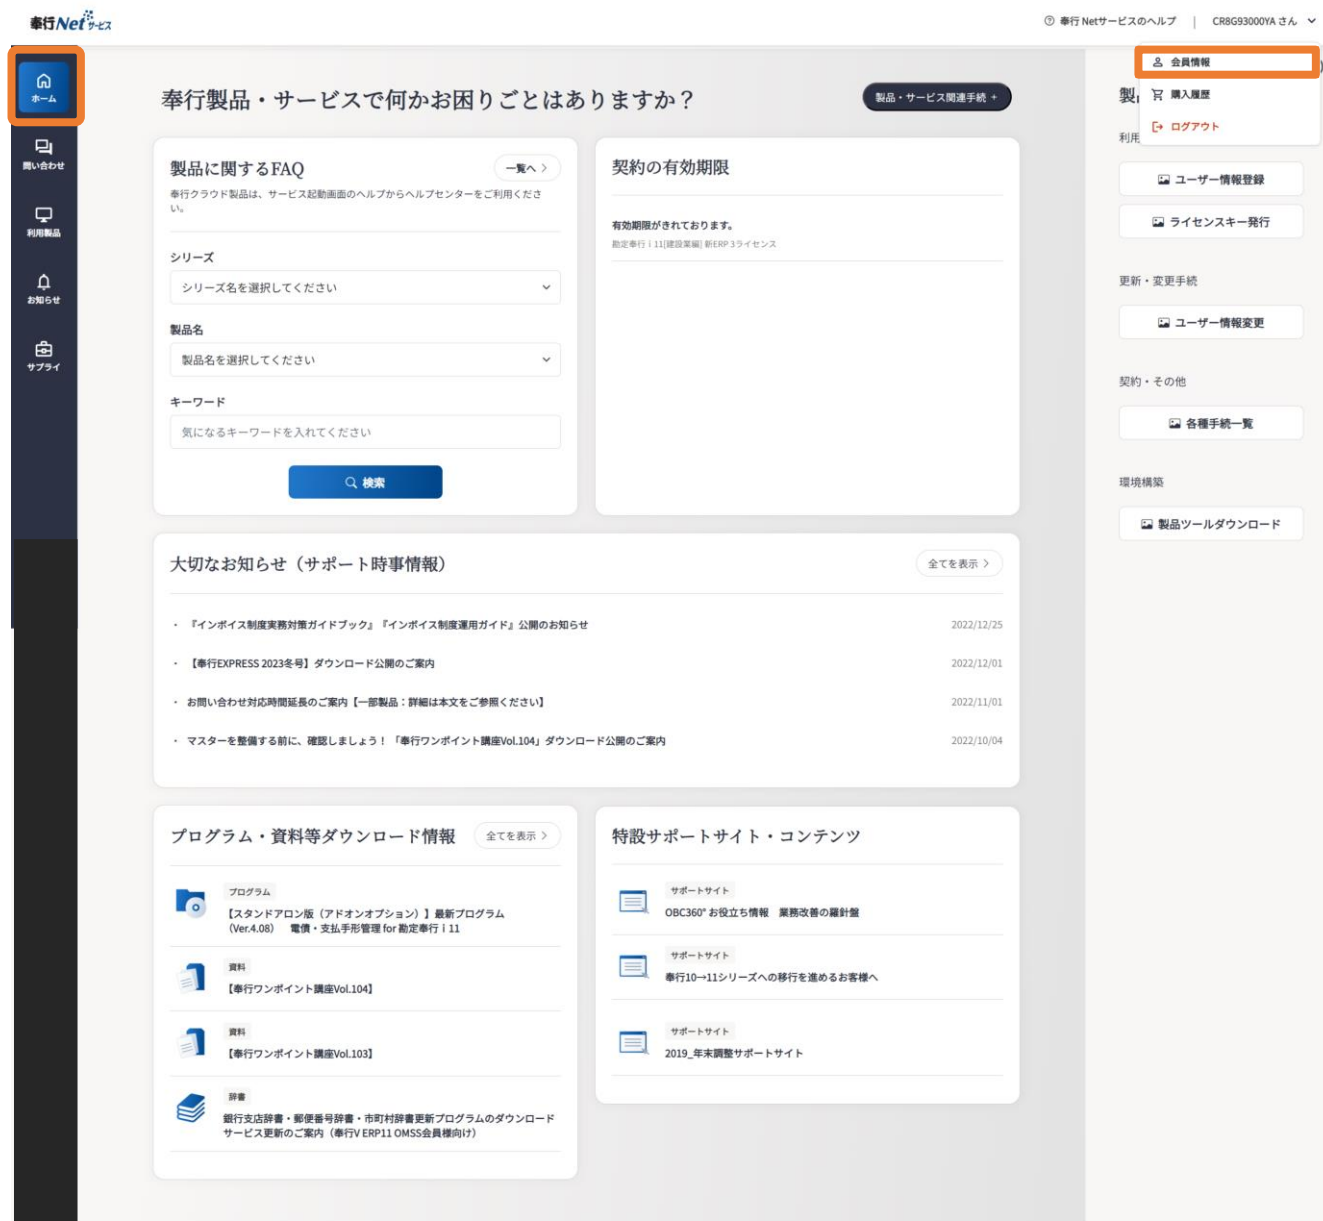 奉行Netサービス
奉行Netサービスのヘルプ
CR8G93000YA さん
会員情報
購入履歴
ログアウト
ホーム
問い合わせ
利用製品
お知らせ
サプライ
奉行製品・サービスで何かお困りごとはありますか？
製品・サービス関連手続 +
製品に関するFAQ
一覧へ
奉行クラウド製品は、サービス起動画面のヘルプからヘルプセンターをご利用くださ
い。
シリーズ
シリーズ名を選択してください
製品名
製品名を選択してください
キーワード
気になるキーワードを入れてください
検索
契約の有効期限
有効期限がきれております。
勘定奉行ｉ11[建設業編] 新ERP 3ライセンス
製
利用
ユーザー情報登録
ライセンスキー発行
更新・変更手続
ユーザー情報変更
契約・その他
各種手続一覧
環境構築
製品ツールダウンロード
大切なお知らせ（サポート時事情報）
全てを表示
・ 『インボイス制度実務対策ガイドブック』『インボイス制度運用ガイド』公開のお知らせ
2022/12/25
・ 【奉行EXPRESS 2023冬号】ダウンロード公開のご案内
2022/12/01
・ お問い合わせ対応時間延長のご案内【一部製品：詳細は本文をご参照ください】
2022/11/01
・ マスターを整備する前に、確認しましょう！「奉行ワンポイント講座Vol.104」ダウンロード公開のご案内
2022/10/04
プログラム・資料等ダウンロード情報
全てを表示
プログラム
【スタンドアロン版（アドオンオプション）】最新プログラム
（Ver.4.08） 電債・支払手形管理 for 勘定奉行ｉ11
資料
【奉行ワンポイント講座Vol.104】
資料
【奉行ワンポイント講座Vol.103】
辞書
銀行支店辞書・郵便番号辞書・市町村辞書更新プログラムのダウンロード
サービス更新のご案内（奉行V ERP11 OMSS会員様向け）
特設サポートサイト・コンテンツ
サポートサイト
OBC360° お役立ち情報 業務改善の羅針盤
サポートサイト
奉行10→11シリーズへの移行を進めるお客様へ
サポートサイト
2019_年末調整サポートサイト